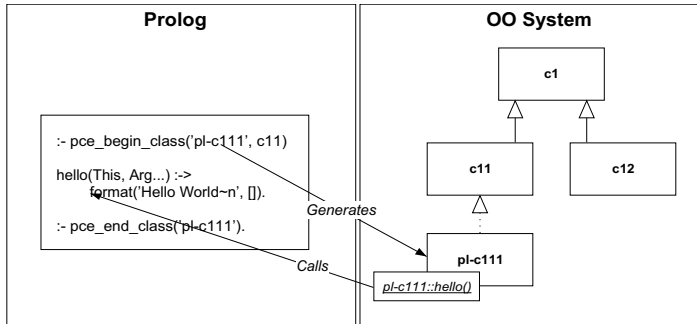 Prolog
:- pce_begin_class('pl-c111', c11)
hello(This, Arg...) :->
format('Hello World~n', []).
:- pce_end_class('pl-c111').
Generates
Calls
OO System
c1
c11
c12
pl-c111
pl-c111::hello()